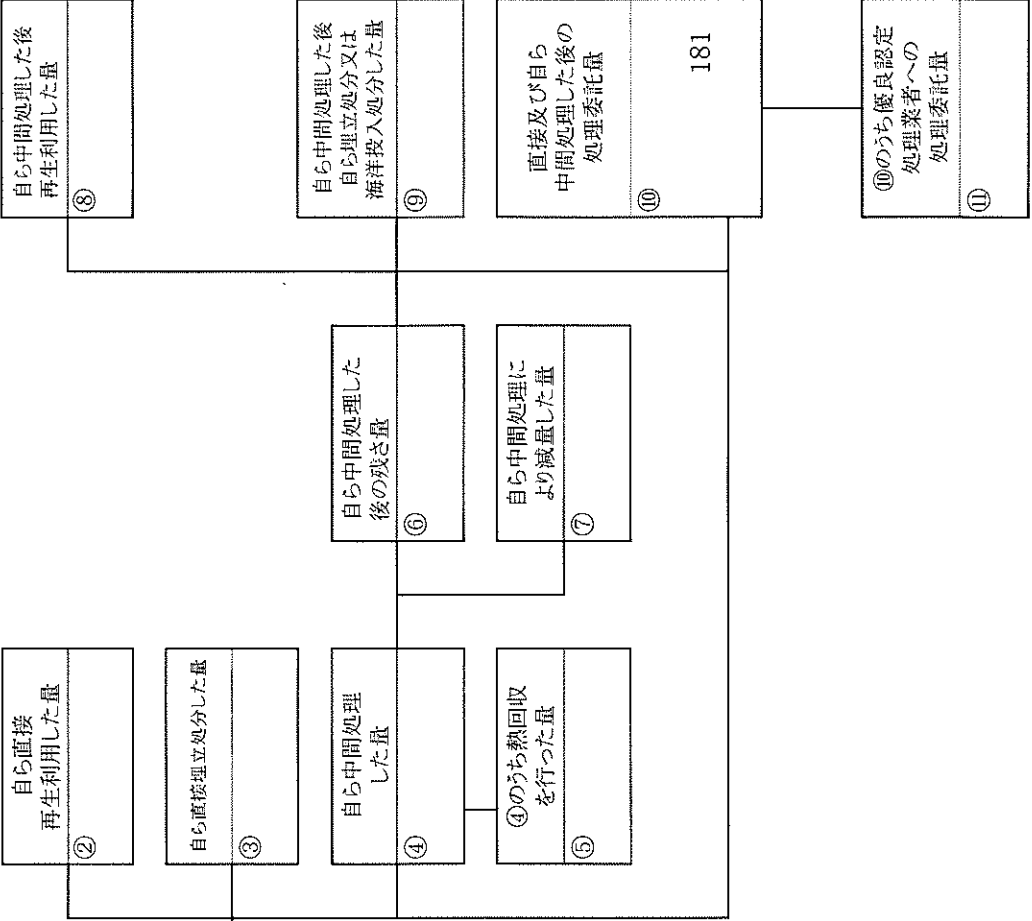 自ら直接
再生利用した量
②
自ら直接埋立処分した量
③
自ら中間処理
した量
④
④のうち熱回収
を行った量
⑤
自ら中間処理した
後の残さ量
⑥
自ら中間処理に
より減量した量
⑦
自ら中間処理した後
再生利用した量
⑧
自ら中間処理した後
自ら埋立処分又は
海洋投入処分した量
⑨
直接及び自ら
中間処理した後の
処理委託量
⑩
181
⑩のうち優良認定
処理業者への
処理委託量
⑪